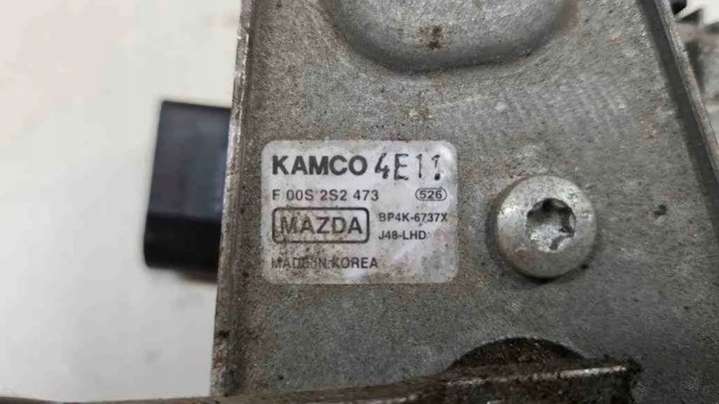 KAMCO 4E11
F 00S 2S2 473 526
MAZDA BP4K-6737X
J48-LHD
MADE IN KOREA